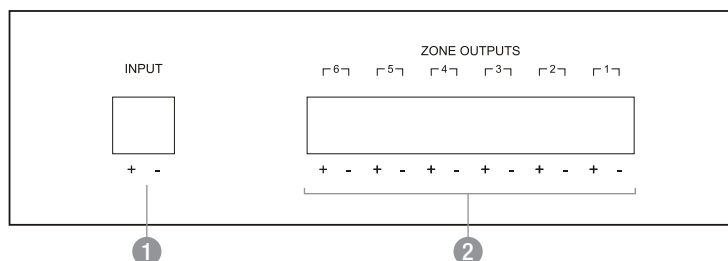 ZONE OUTPUTS
INPUT
6 5 4 3 2 1
+ - + - + - + - + - + - + -
1 2